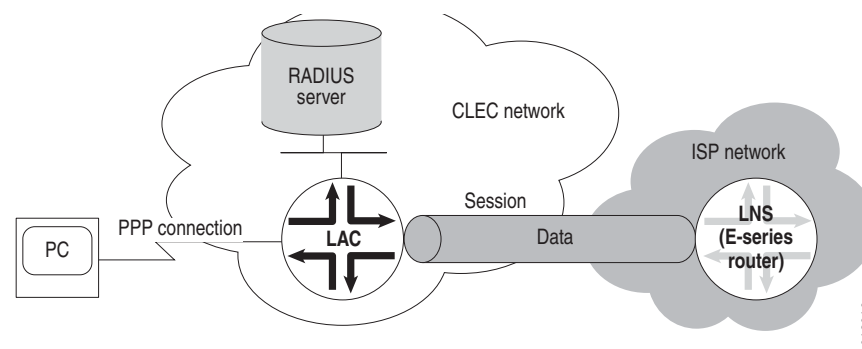 RADIUS
server
CLEC network
ISP network
Session
PPP connection
PC
LAC
Data
LNS
(E-series
router)